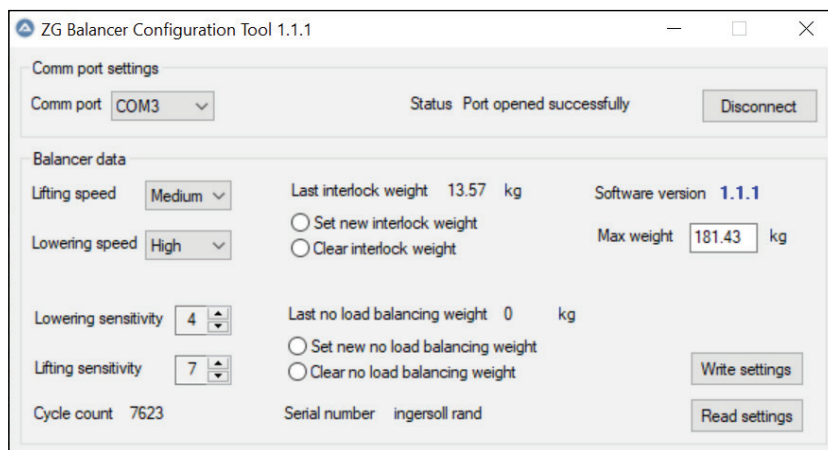 ZG Balancer Configuration Tool 1.1.1
Comm port settings
Comm port COM3 Status Port opened successfully Disconnect
Balancer data
Lifting speed Medium Last interlock weight 13.57 kg Software version 1.1.1
Set new interlock weight
Lowering speed High Clear interlock weight Max weight 181.43 kg
Lowering sensitivity 4 Last no load balancing weight 0 kg
Set new no load balancing weight
Lifting sensitivity 7 Clear no load balancing weight Write settings
Cycle count 7623 Serial number ingersoll rand Read settings